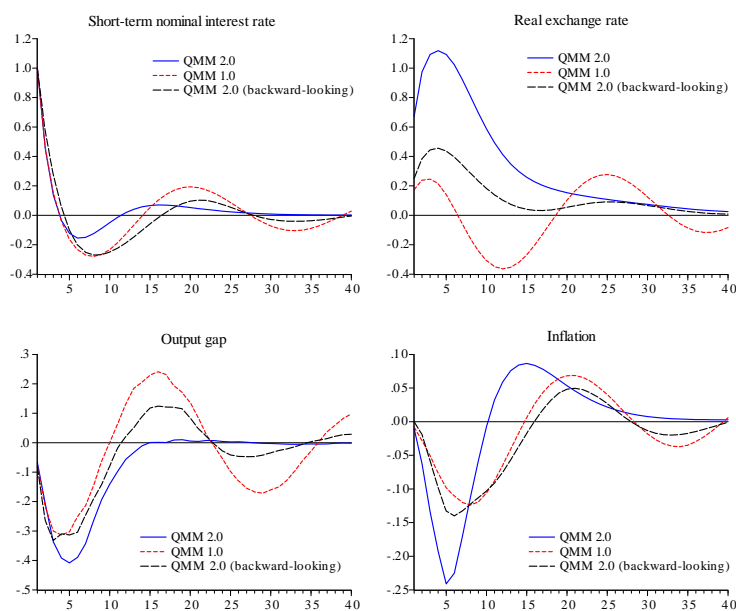 Short-term nominal interest rate
1.2
1.0
0.8
0.6
0.4
0.2
0.0
-0.2
-0.4
QMM 2.0
QMM 1.0
QMM 2.0 (backward-looking)
5 10 15 20 25 30 35 40
Real exchange rate
1.2
1.0
0.8
0.6
0.4
0.2
0.0
-0.2
-0.4
QMM 2.0
QMM 1.0
QMM 2.0 (backward-looking)
5 10 15 20 25 30 35 40
Output gap
.3
.2
.1
.0
-.1
-.2
-.3
-.4
-.5
QMM 2.0
QMM 1.0
QMM 2.0 (backward-looking)
5 10 15 20 25 30 35 40
Inflation
.10
.05
.00
-.05
-.10
-.15
-.20
-.25
QMM 2.0
QMM 1.0
QMM 2.0 (backward-looking)
5 10 15 20 25 30 35 40